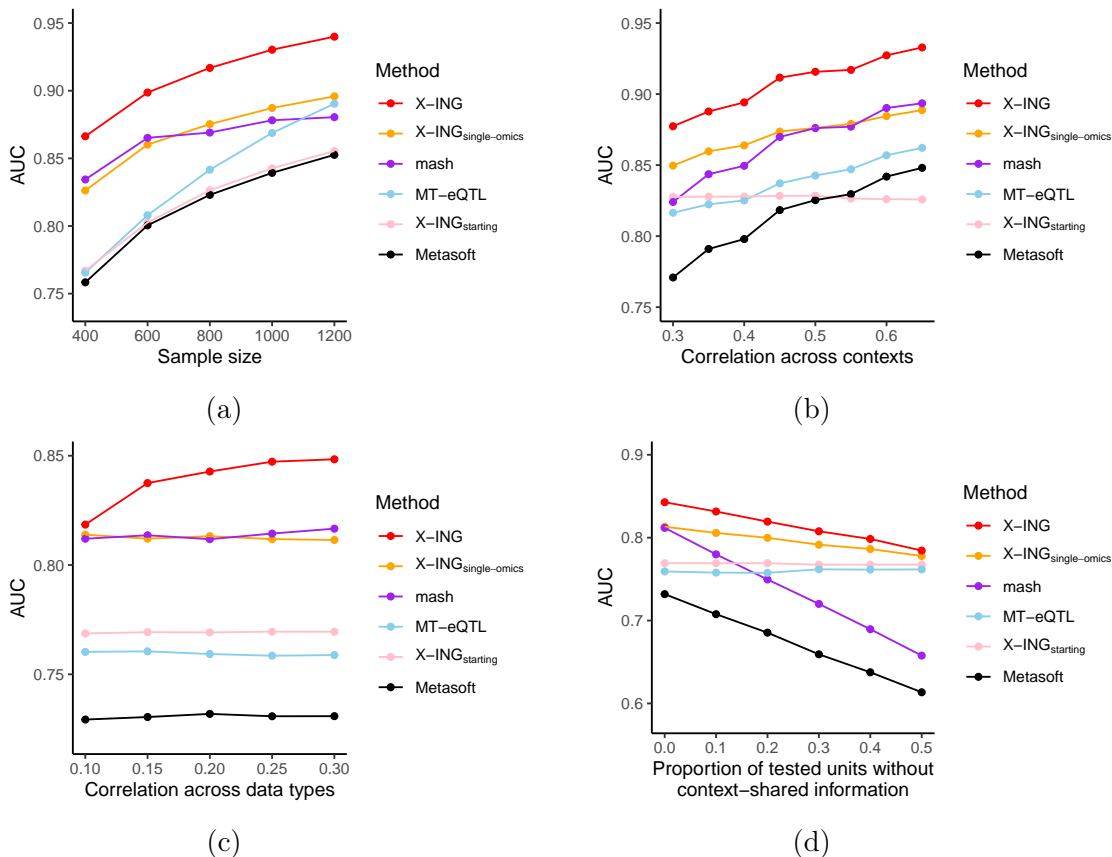 0.95
0.90
0.85
0.80
0.75
AUC
400
600
800
1000
1200
Sample size
Method
X−ING
X−INGsingle−omics
mash
MT−eQTL
X−INGstarting
Metasoft
(a)
0.95
0.90
0.85
0.80
0.75
AUC
0.3
0.4
0.5
0.6
Correlation across contexts
Method
X−ING
X−INGsingle−omics
mash
MT−eQTL
X−INGstarting
Metasoft
(b)
0.85
0.80
0.75
AUC
0.10
0.15
0.20
0.25
0.30
Correlation across data types
Method
X−ING
X−INGsingle−omics
mash
MT−eQTL
X−INGstarting
Metasoft
(c)
0.9
0.8
0.7
0.6
AUC
0.0
0.1
0.2
0.3
0.4
0.5
Proportion of tested units without
context−shared information
Method
X−ING
X−INGsingle−omics
mash
MT−eQTL
X−INGstarting
Metasoft
(d)